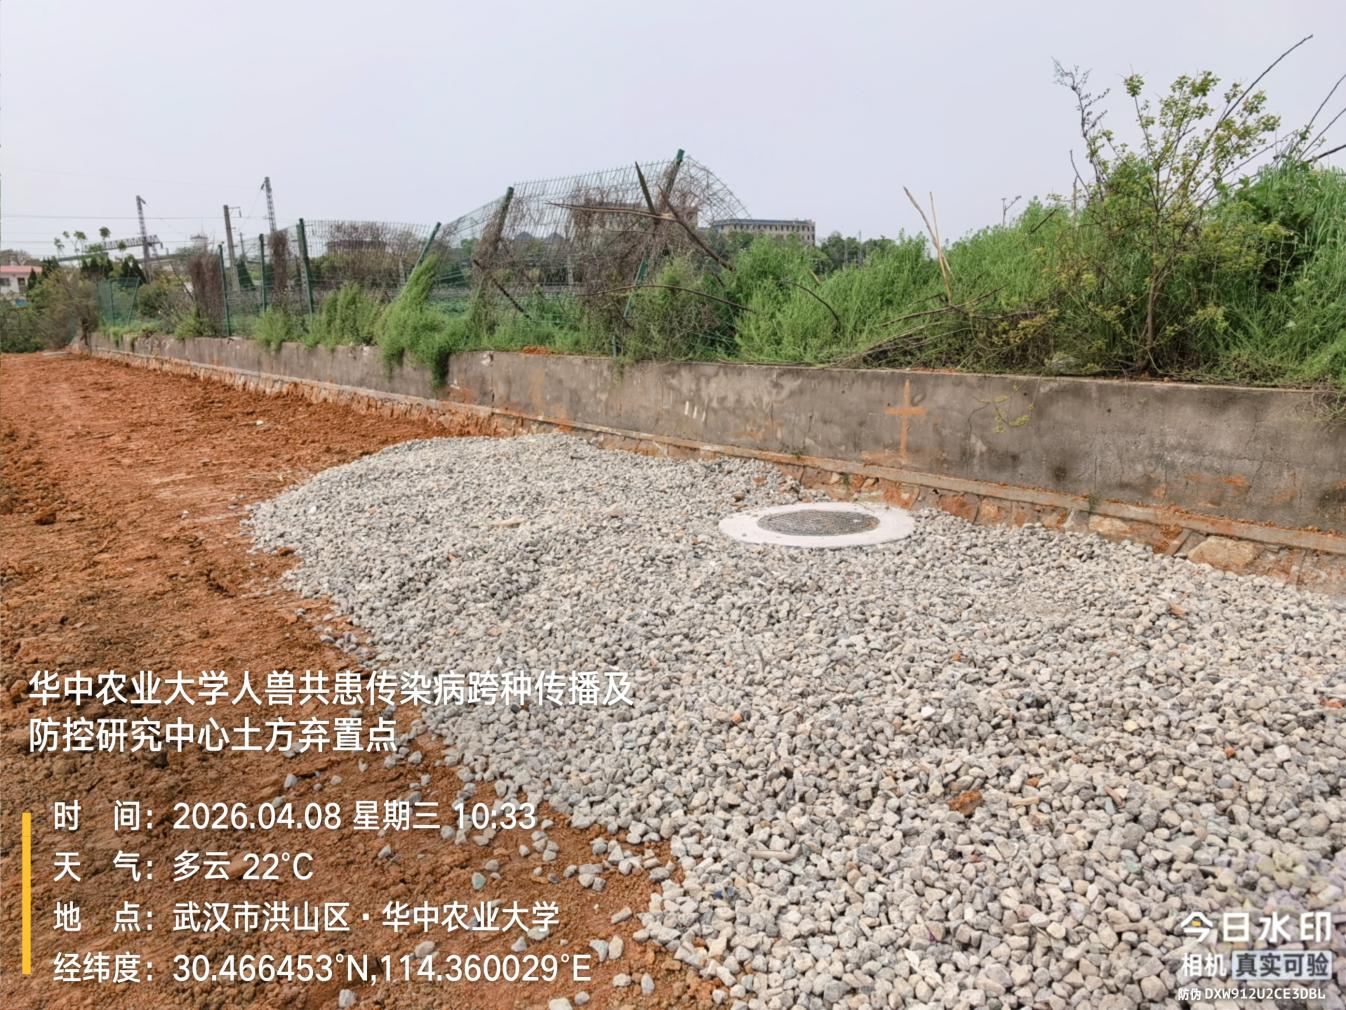 华中农业大学人兽共患传染病跨种传播及
防控研究中心土方弃置点
时 间：2026.04.08 星期三 10:33
天 气：多云 22°C
地 点：武汉市洪山区·华中农业大学
经纬度：30.466453°N,114.360029°E
今日水印
相机 真实可验
防伪 DXW912U2CE3DBL